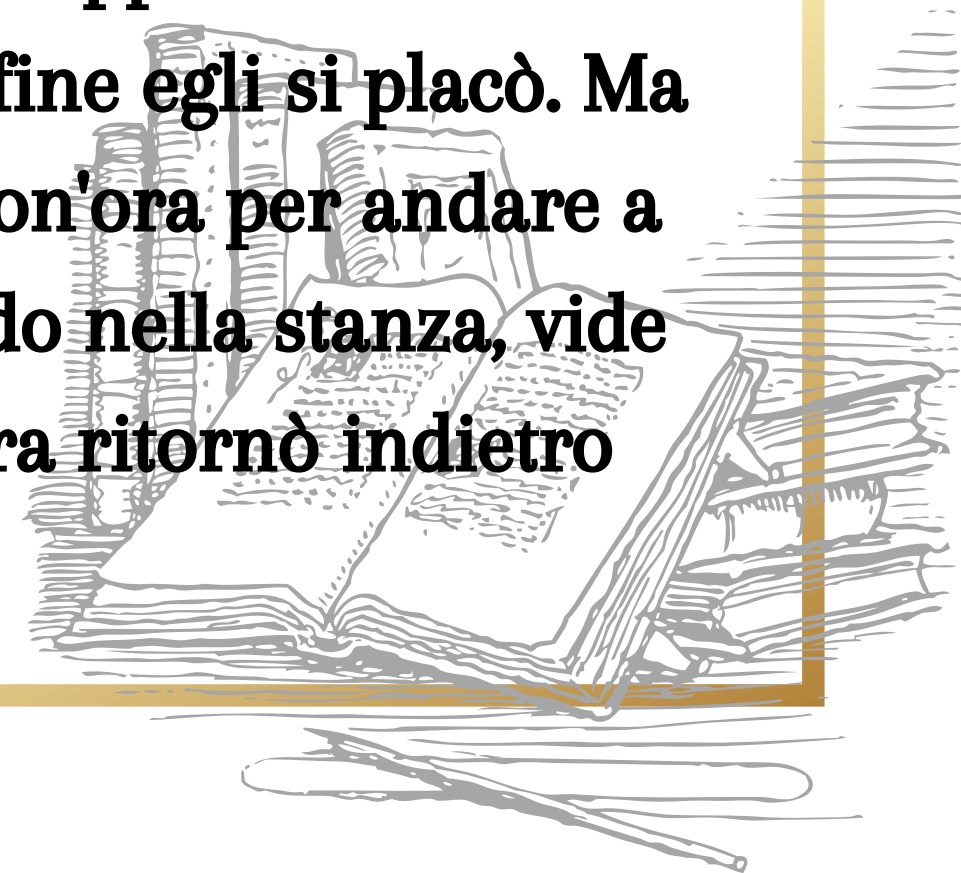 fine egli si placò. Ma
on'ora per andare a
do nella stanza, vide
ra ritornò indietro